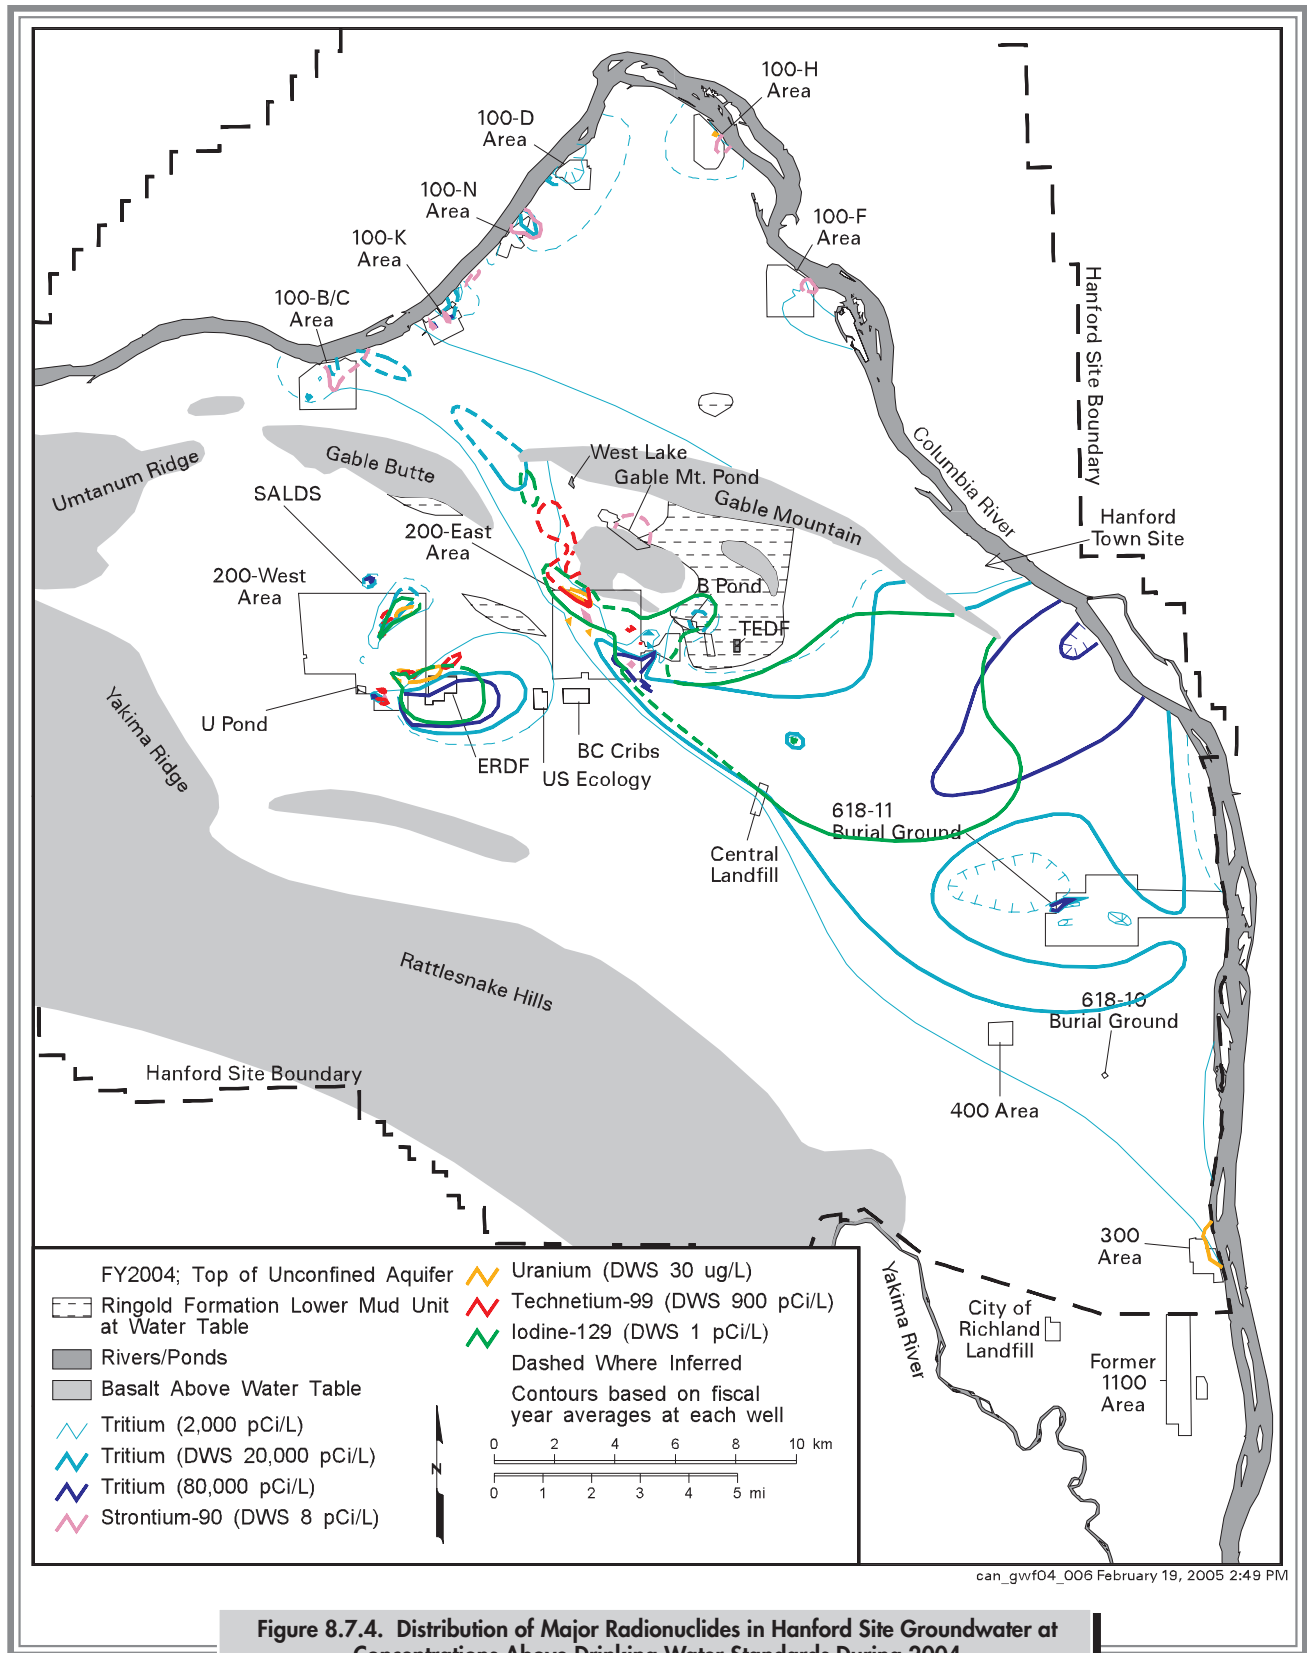 100-H
Area
100-D
Area
100-N
Area
100-F
Area
100-K
Area
100-B/C
Area
Hanford Site Boundary
Columbia River
Umtanum Ridge
Gable Butte
West Lake
Gable Mt. Pond
Gable Mountain
SALDS
Hanford
Town Site
200-East
Area
200-West
Area
B Pond
TEDF
Yakima Ridge
U Pond
ERDF
BC Cribs
US Ecology
618-11
Burial Ground
Central
Landfill
Rattlesnake Hills
618-10
Burial Ground
Hanford Site Boundary
400 Area
300
Area
Yakima River
City of
Richland
Landfill
Former
1100
Area
FY2004; Top of Unconfined Aquifer
Ringold Formation Lower Mud Unit
at Water Table
Rivers/Ponds
Basalt Above Water Table
Tritium (2,000 pCi/L)
Tritium (DWS 20,000 pCi/L)
Tritium (80,000 pCi/L)
Strontium-90 (DWS 8 pCi/L)
Uranium (DWS 30 ug/L)
Technetium-99 (DWS 900 pCi/L)
Iodine-129 (DWS 1 pCi/L)
Dashed Where Inferred
Contours based on fiscal
year averages at each well
N
0 2 4 6 8 10 km
0 1 2 3 4 5 mi
can_gwf04_006 February 19, 2005 2:49 PM
Figure 8.7.4. Distribution of Major Radionuclides in Hanford Site Groundwater at
Concentrations Above Drinking Water Standards During 2004